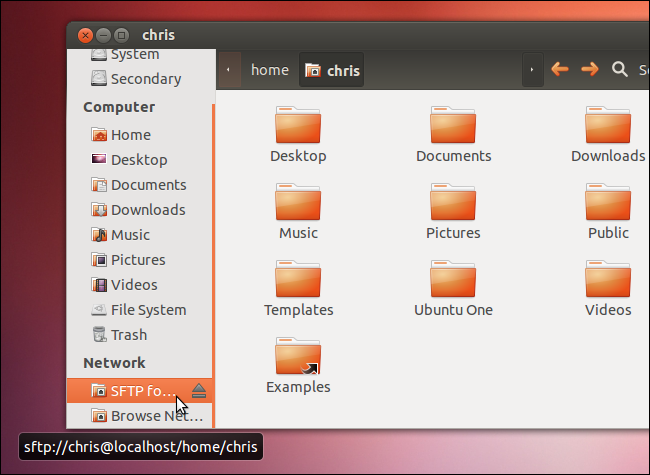 chris
System
Secondary
Computer
Home
Desktop
Documents
Downloads
Music
Pictures
Videos
File System
Trash
Network
SFTP fo...
Browse Net...
home
chris
Se
Desktop
Documents
Downloads
Music
Pictures
Public
Templates
Ubuntu One
Videos
Examples
sftp://chris@localhost/home/chris